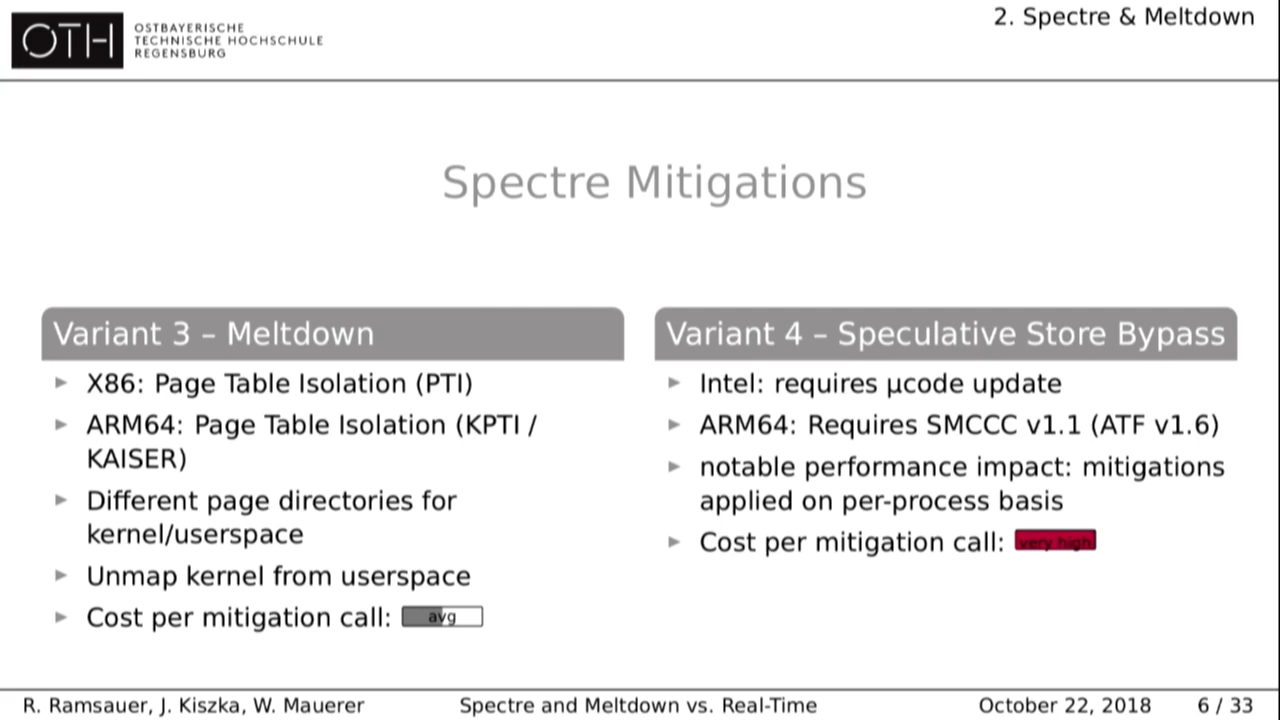 OTH
OSTBAYERISCHE
TECHNISCHE HOCHSCHULE
REGENSBURG
2. Spectre & Meltdown
Spectre Mitigations
Variant 3 – Meltdown
X86: Page Table Isolation (PTI)
ARM64: Page Table Isolation (KPTI /
KAISER)
Different page directories for
kernel/userspace
Unmap kernel from userspace
Cost per mitigation call: avg
Variant 4 – Speculative Store Bypass
Intel: requires μcode update
ARM64: Requires SMCCC v1.1 (ATF v1.6)
notable performance impact: mitigations
applied on per-process basis
Cost per mitigation call: very high
R. Ramsauer, J. Kiszka, W. Mauerer
Spectre and Meltdown vs. Real-Time
October 22, 2018
6 / 33